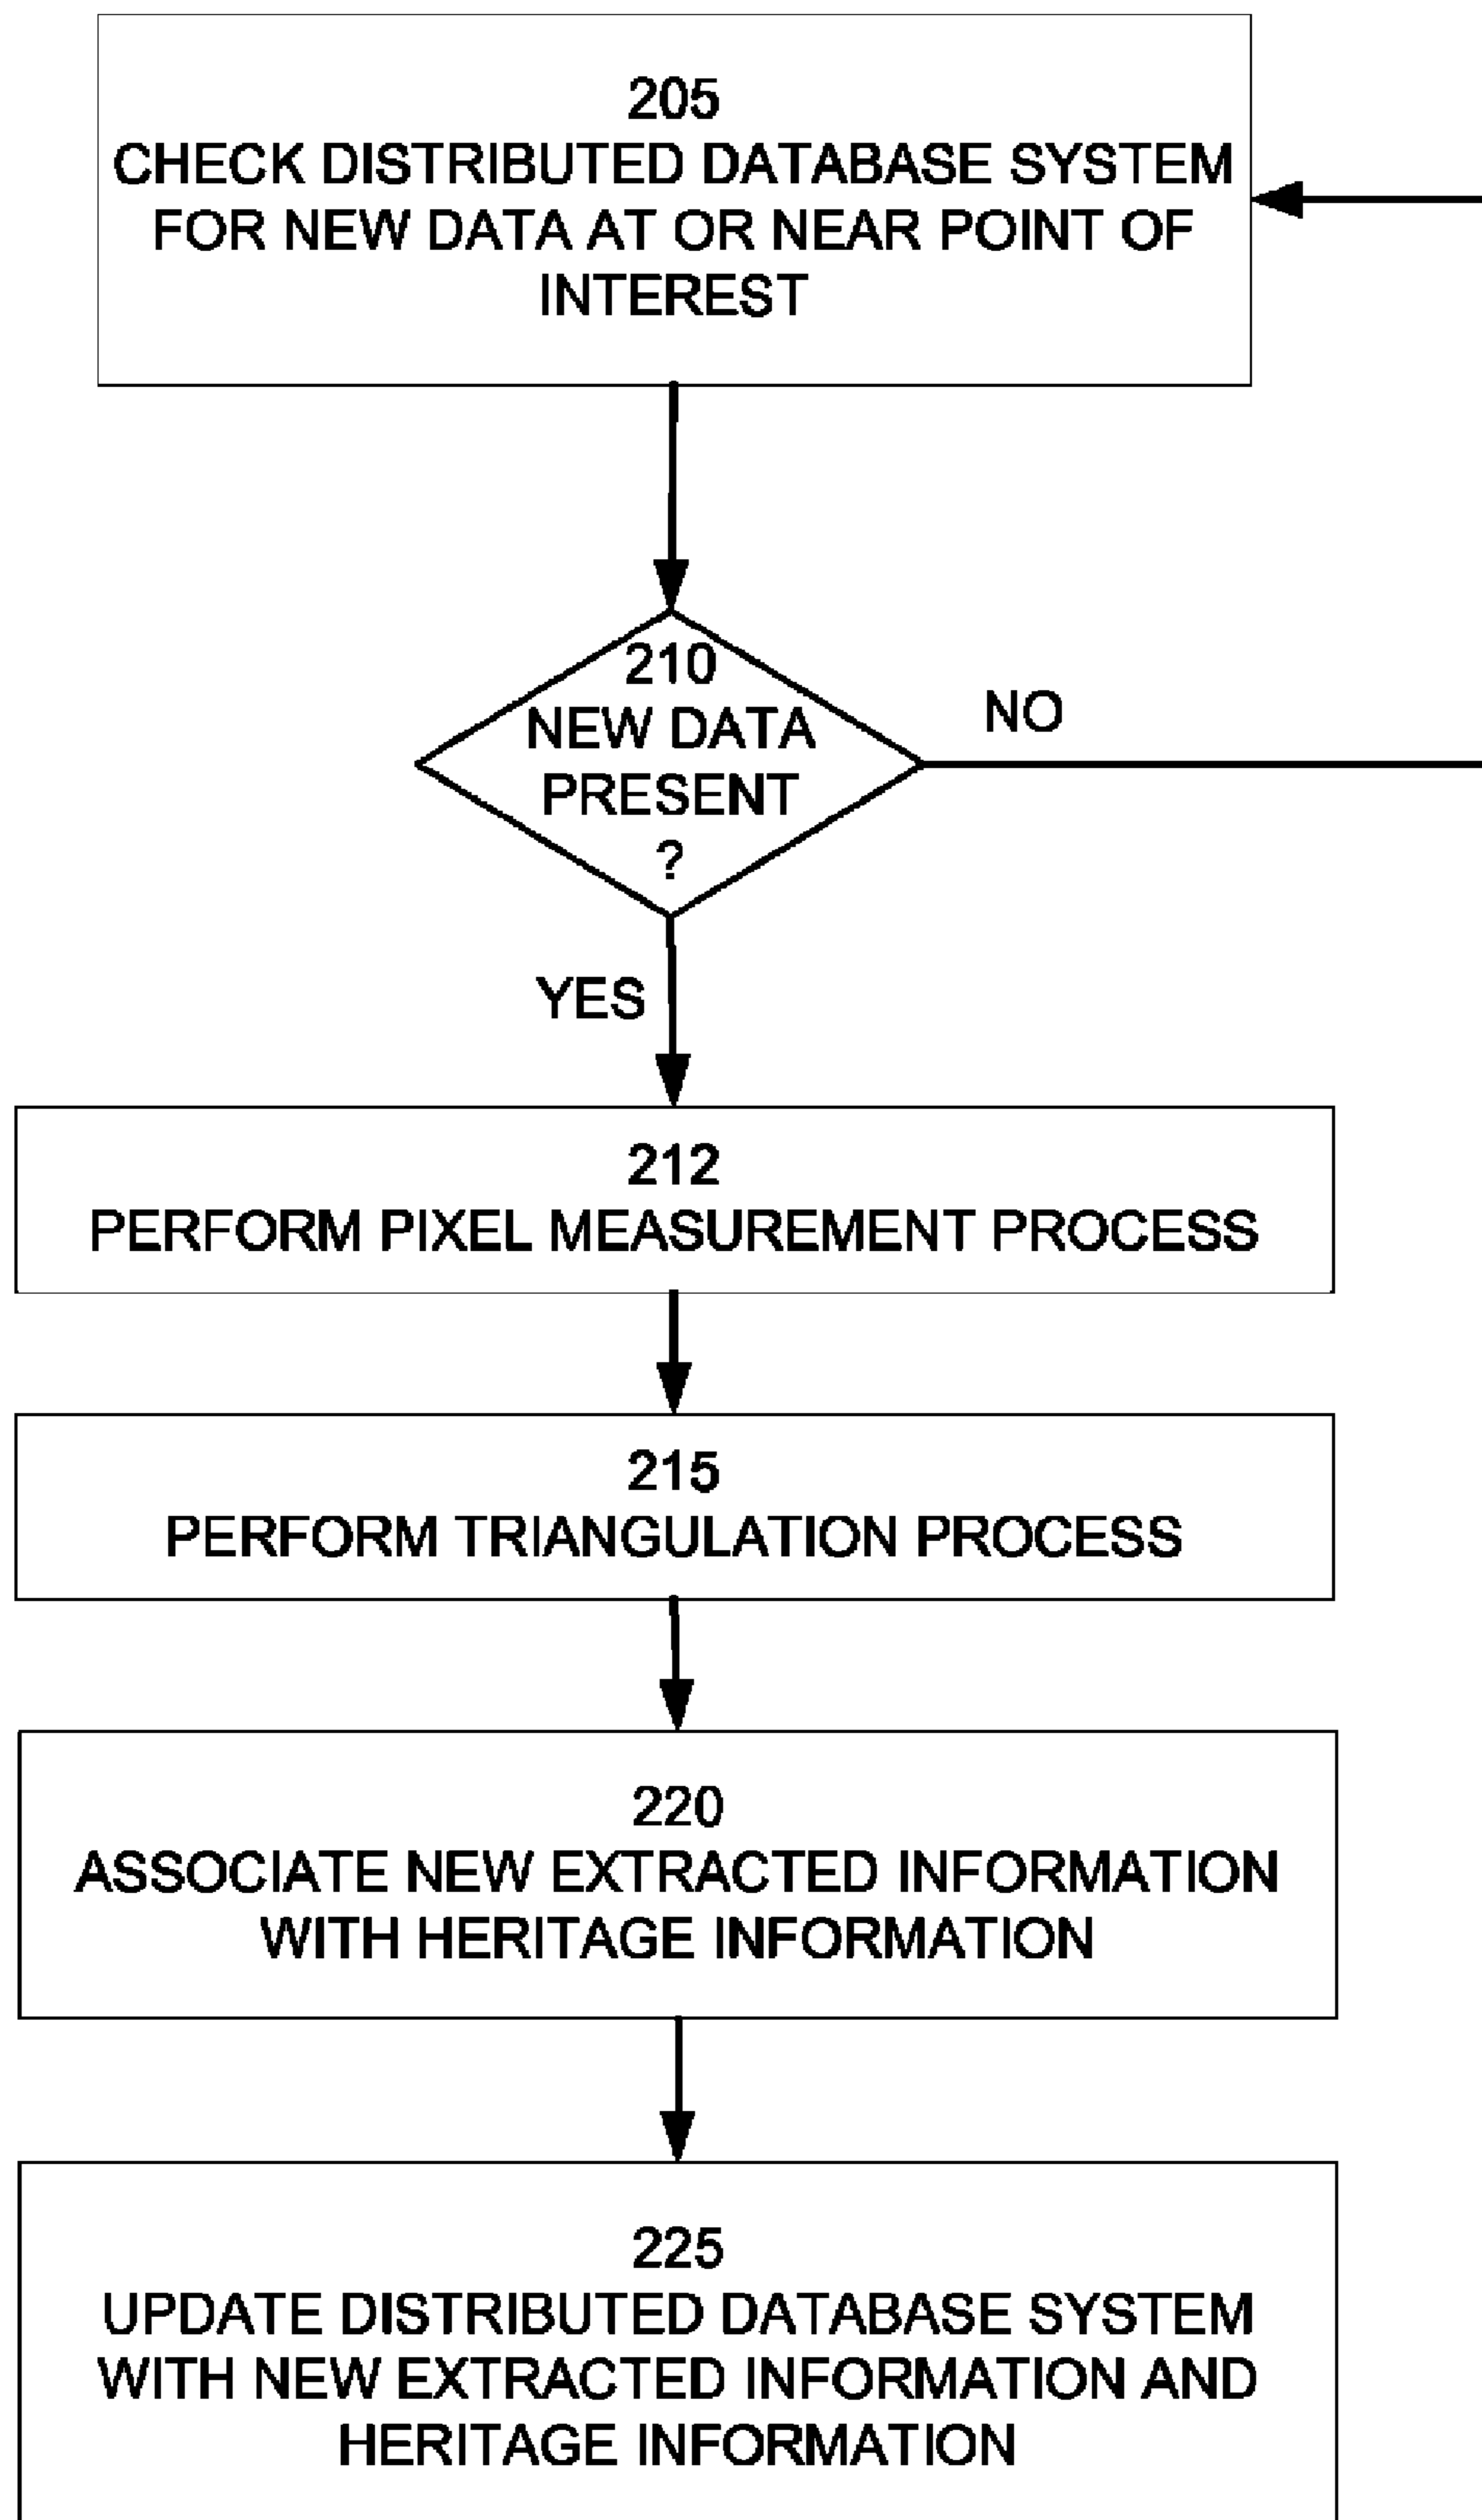 205
CHECK DISTRIBUTED DATABASE SYSTEM
FOR NEW DATA AT OR NEAR POINT OF
INTEREST
210
NEW DATA
PRESENT
?
NO
YES
212
PERFORM PIXEL MEASUREMENT PROCESS
215
PERFORM TRIANGULATION PROCESS
220
ASSOCIATE NEW EXTRACTED INFORMATION
WITH HERITAGE INFORMATION
225
UPDATE DISTRIBUTED DATABASE SYSTEM
WITH NEW EXTRACTED INFORMATION AND
HERITAGE INFORMATION